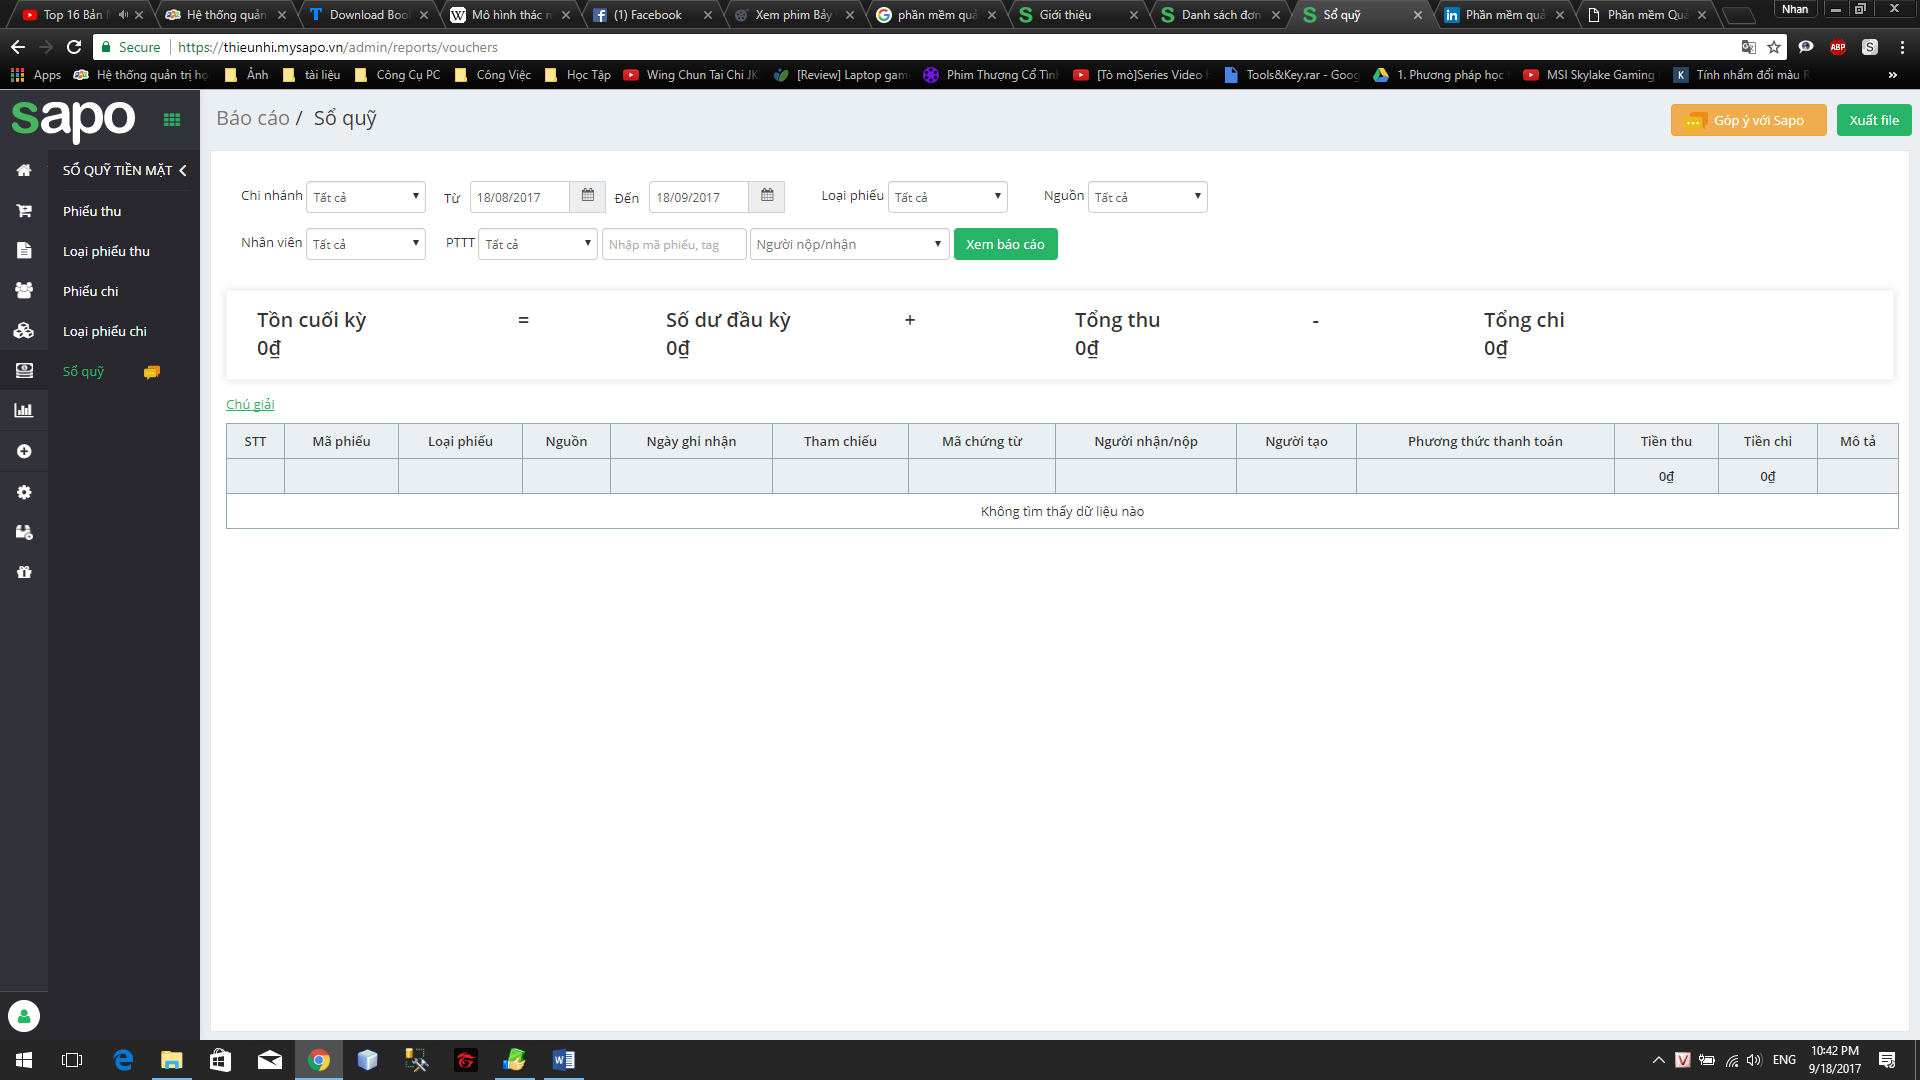 Top 16 Bản
Hệ thống quản
Download Boo
Mô hình thác n
(1) Facebook
Xem phim Bảy
phần mềm quả
Giới thiệu
Danh sách đơn
Sổ quỹ
Phần mềm quả
Phần mềm Quả
Nhan
Secure
https://thieunhi.mysapo.vn/admin/reports/vouchers
Apps
Hệ thống quản trị họ
Ảnh
tài liệu
Công Cụ PC
Công Việc
Học Tập
Wing Chun Tai Chi JK
[Review] Laptop gam
Phim Thượng Cổ Tình
[Tò mò]Series Video
Tools&Key.rar - Goog
1. Phương pháp học
MSI Skylake Gaming
Tính nhẩm đổi màu
sapo
Báo cáo / Sổ quỹ
Góp ý với Sapo
Xuất file
SỔ QUỸ TIỀN MẶT
Phiếu thu
Loại phiếu thu
Phiếu chi
Loại phiếu chi
Sổ quỹ
Chi nhánh Tất cả Từ 18/08/2017 Đến 18/09/2017 Loại phiếu Tất cả Nguồn Tất cả
Nhân viên Tất cả PTTT Tất cả Nhập mã phiếu, tag Người nộp/nhận Xem báo cáo
Tồn cuối kỳ = Số dư đầu kỳ + Tổng thu - Tổng chi
0₫ 0₫ 0₫ 0₫
Chú giải
STT Mã phiếu Loại phiếu Nguồn Ngày ghi nhận Tham chiếu Mã chứng từ Người nhận/nộp Người tạo Phương thức thanh toán Tiền thu Tiền chi Mô tả
0₫ 0₫
Không tìm thấy dữ liệu nào
ENG
10:42 PM
9/18/2017